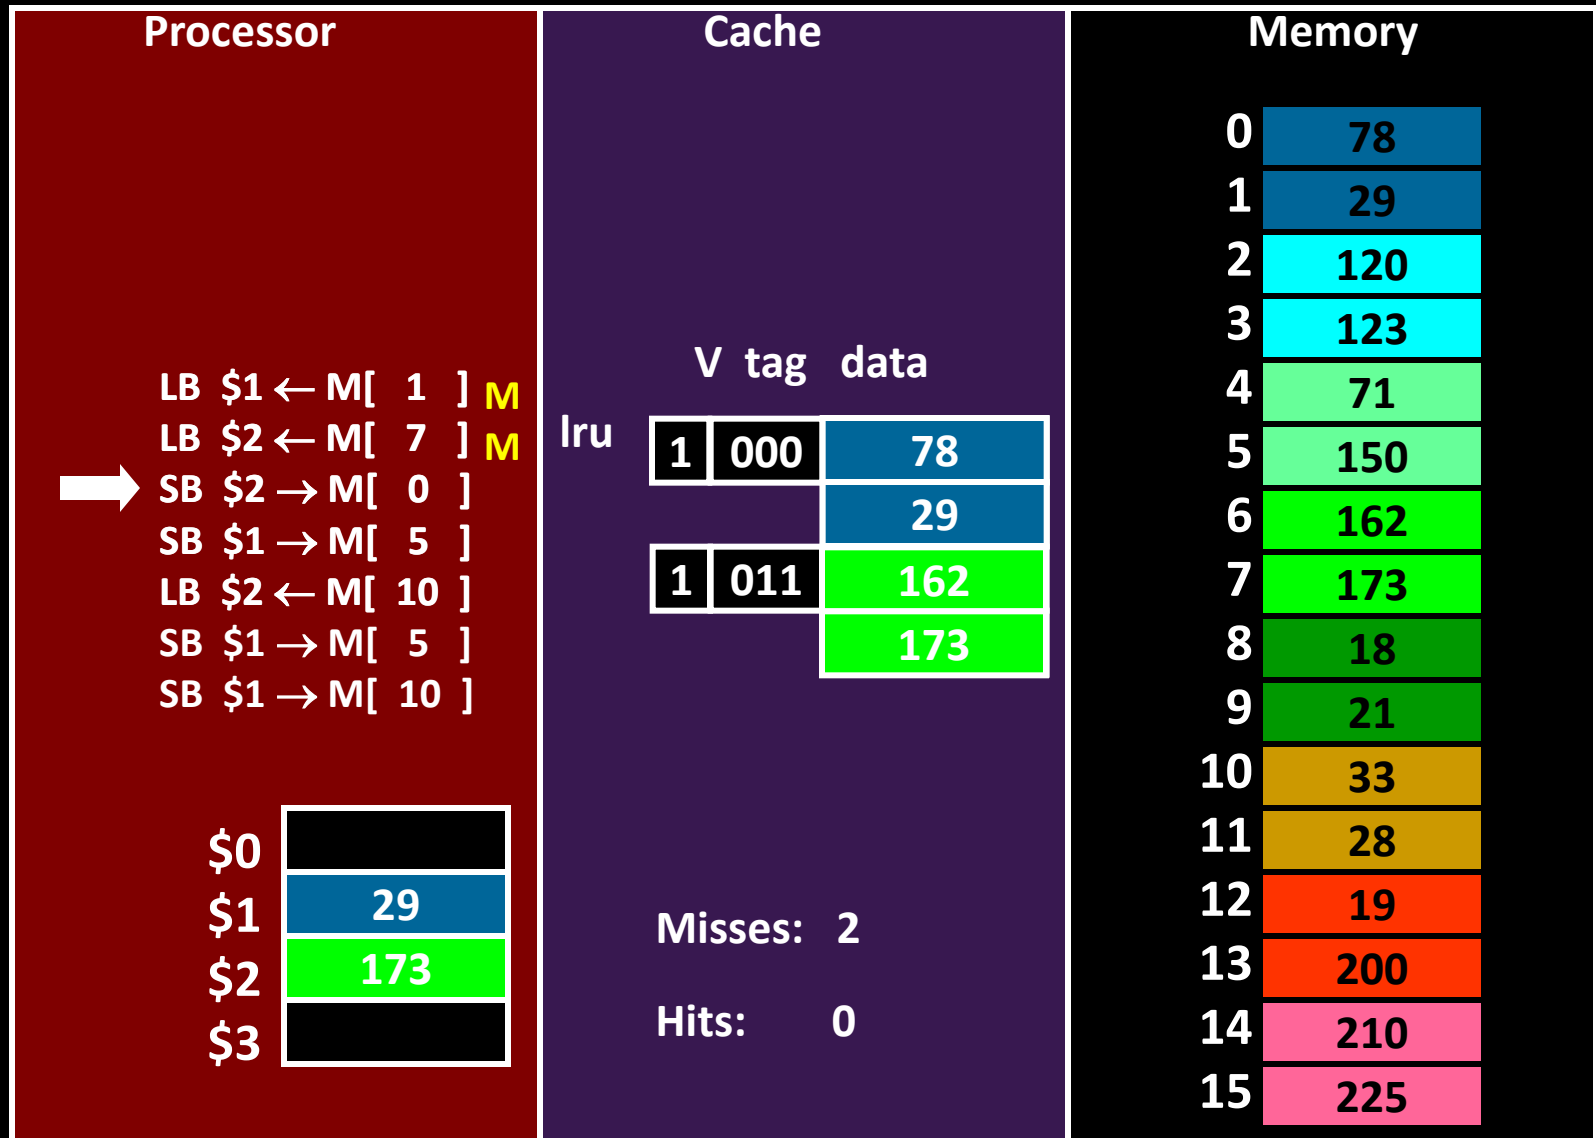 Processor
LB $1 ← M[ 1 ] M
LB $2 ← M[ 7 ] M
SB $2 → M[ 0 ]
SB $1 → M[ 5 ]
LB $2 ← M[ 10 ]
SB $1 → M[ 5 ]
SB $1 → M[ 10 ]
$0
$1 29
$2 173
$3
Cache
V tag data
lru 1 000 78
29
1 011 162
173
Misses: 2
Hits: 0
Memory
0 78
1 29
2 120
3 123
4 71
5 150
6 162
7 173
8 18
9 21
10 33
11 28
12 19
13 200
14 210
15 225